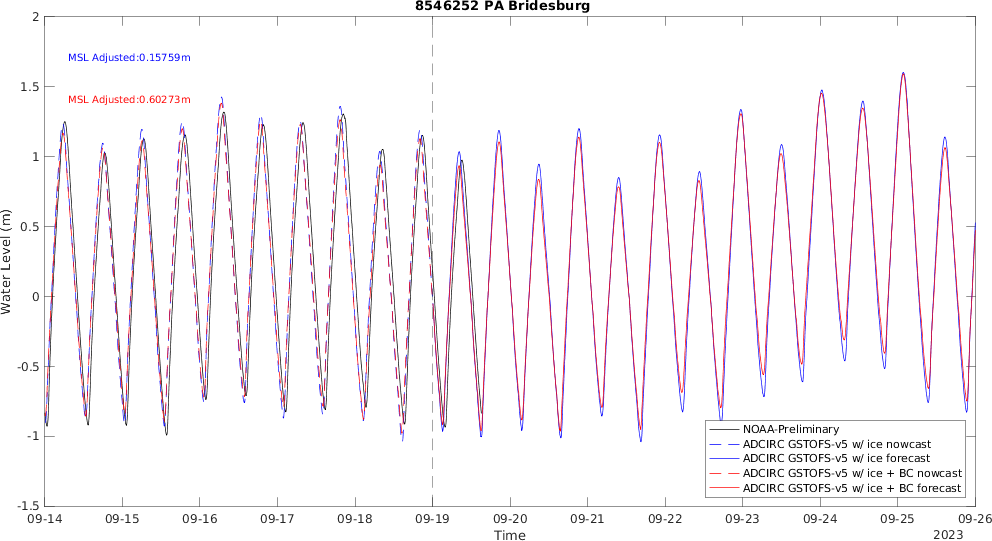 8546252 PA Bridesburg
MSL Adjusted:0.15759m
MSL Adjusted:0.60273m
Water Level (m)
2
1.5
1
0.5
0
-0.5
-1
-1.5
NOAA-Preliminary
ADCIRC GSTOFS-v5 w/ ice nowcast
ADCIRC GSTOFS-v5 w/ ice forecast
ADCIRC GSTOFS-v5 w/ ice + BC nowcast
ADCIRC GSTOFS-v5 w/ ice + BC forecast
09-14 09-15 09-16 09-17 09-18 09-19 09-20 09-21 09-22 09-23 09-24 09-25 09-26
Time
2023